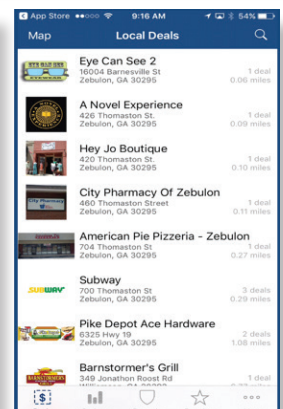 App Store 9:16 AM 54%
Map Local Deals
Eye Can See 2
16004 Barnesville St 1 deal
Zebulon, GA 30295 0.06 miles
A Novel Experience
426 Thomaston St. 1 deal
Zebulon, GA 30295 0.09 miles
Hey Jo Boutique
420 Thomaston St. 1 deal
Zebulon, GA 30295 0.10 miles
City Pharmacy Of Zebulon
460 Thomaston Street 1 deal
Zebulon, GA 30295 0.11 miles
American Pie Pizzeria - Zebulon
704 Thomaston St 1 deal
Zebulon, GA 30295 0.27 miles
SUBWAY
Subway
700 Thomaston St 3 deals
Zebulon, GA 30295 0.29 miles
Pike Depot Ace Hardware
6325 Hwy 19 2 deals
Zebulon, GA 30295 1.08 miles
BARNSTORMER'S
Barnstormer's Grill
349 Jonathon Roost Rd 1 deal